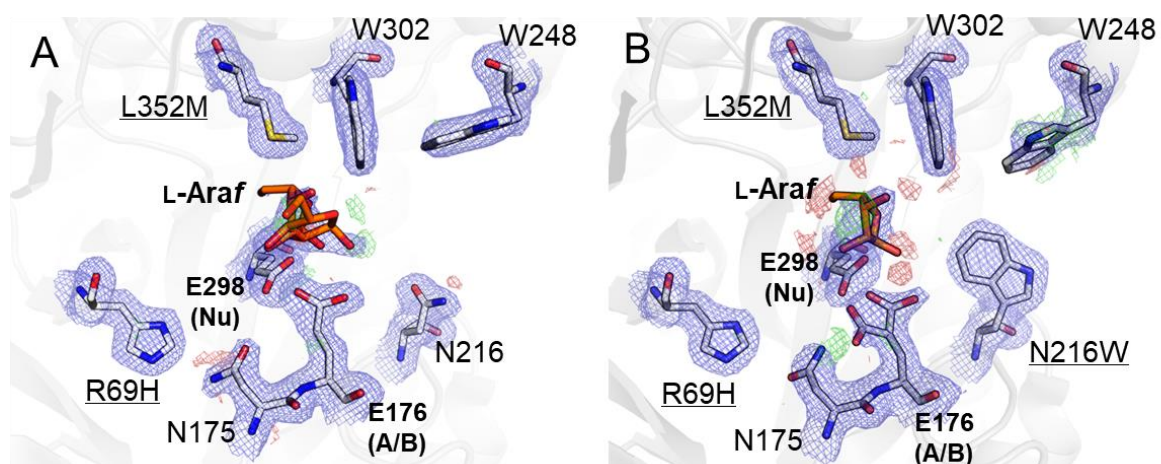 A
W302
W248
L352M
L-Araf
E298
(Nu)
R69H
N216
N175
E176
(A/B)
B
W302
W248
L352M
L-Araf
E298
(Nu)
R69H
N216W
N175
E176
(A/B)